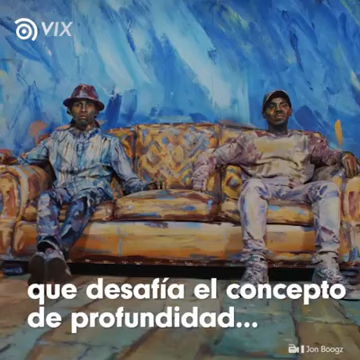 VIX
que desafía el concepto
de profundidad...
Jon Boogz